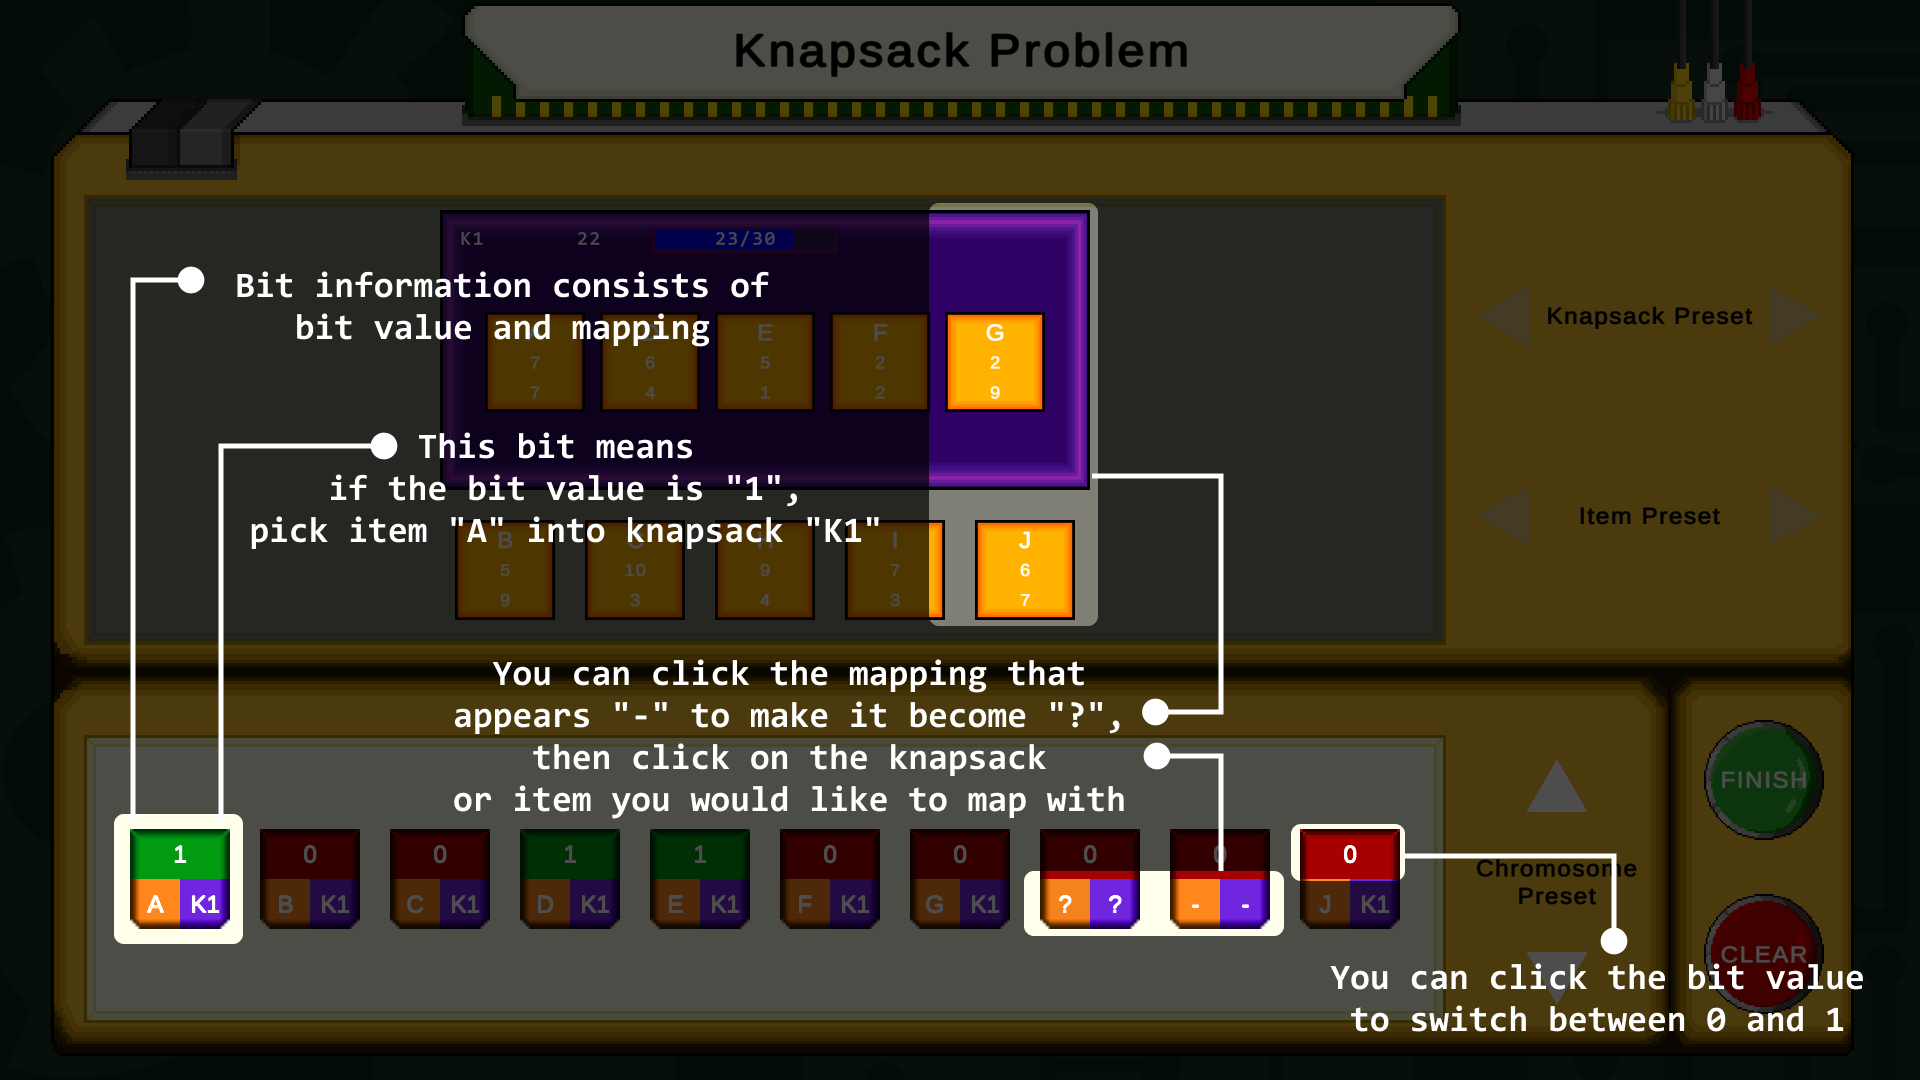 Knapsack Problem
K1 22 23/30
Bit information consists of
bit value and mapping
E F G
7 6 5 2 2
7 4 1 2 9
Knapsack Preset
This bit means
if the bit value is "1",
pick item "A" into knapsack "K1"
Item Preset
B I J
5 10 9 7 6
9 3 4 3 7
You can click the mapping that
appears "-" to make it become "?",
then click on the knapsack
or item you would like to map with
FINISH
1 0 0 1 1 0 0 0 0 0
A K1 B K1 C K1 D K1 E K1 F K1 G K1 ? ? - - J K1
Chromosome
Preset
CLEAR
You can click the bit value
to switch between 0 and 1